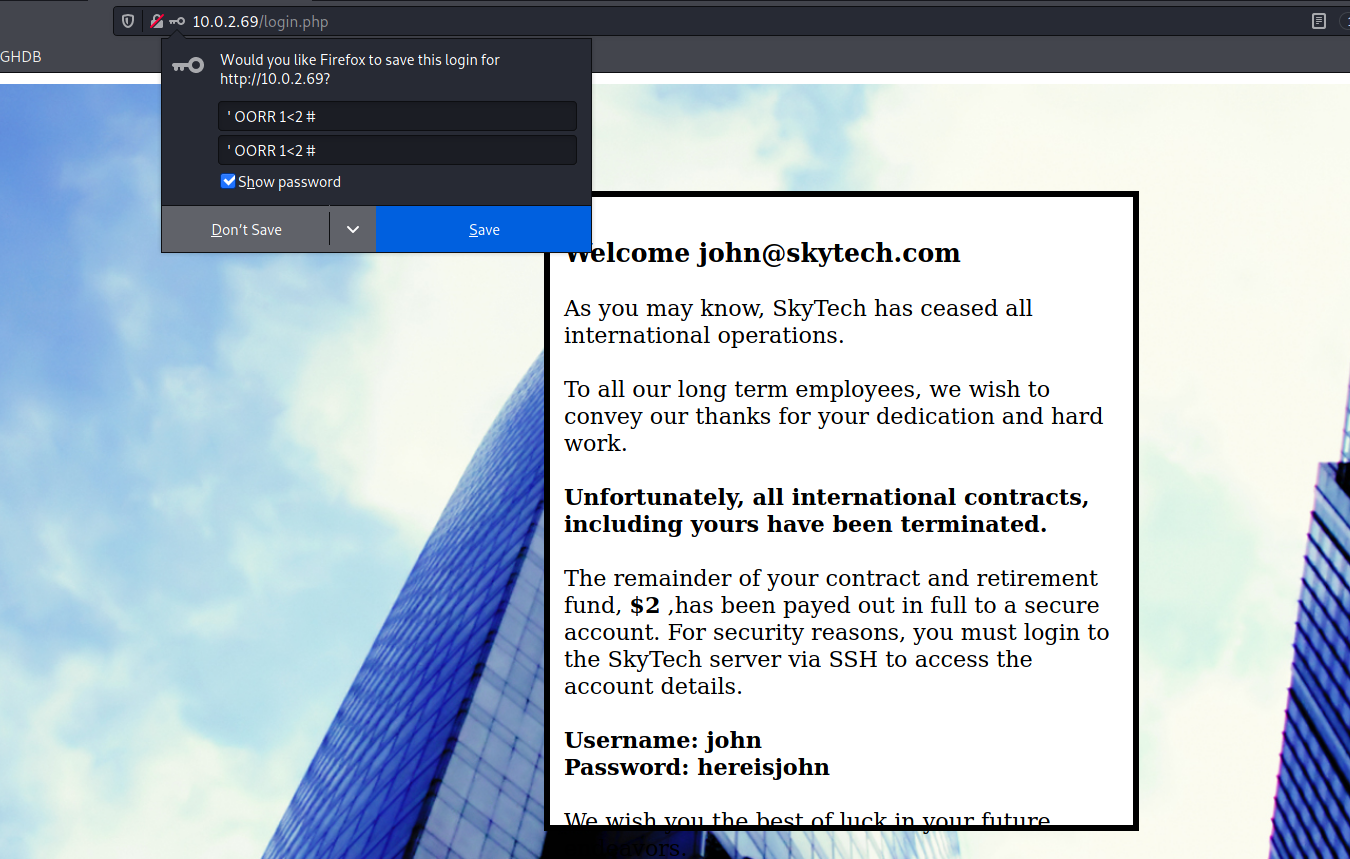 10.0.2.69/login.php
GHDB
Would you like Firefox to save this login for
http://10.0.2.69?
' OORR 1<2 #
' OORR 1<2 #
Show password
Don't Save
Save
Welcome john@skytech.com
As you may know, SkyTech has ceased all
international operations.
To all our long term employees, we wish to
convey our thanks for your dedication and hard
work.
Unfortunately, all international contracts,
including yours have been terminated.
The remainder of your contract and retirement
fund, $2 ,has been payed out in full to a secure
account. For security reasons, you must login to
the SkyTech server via SSH to access the
account details.
Username: john
Password: hereisjohn
We wish you the best of luck in your future